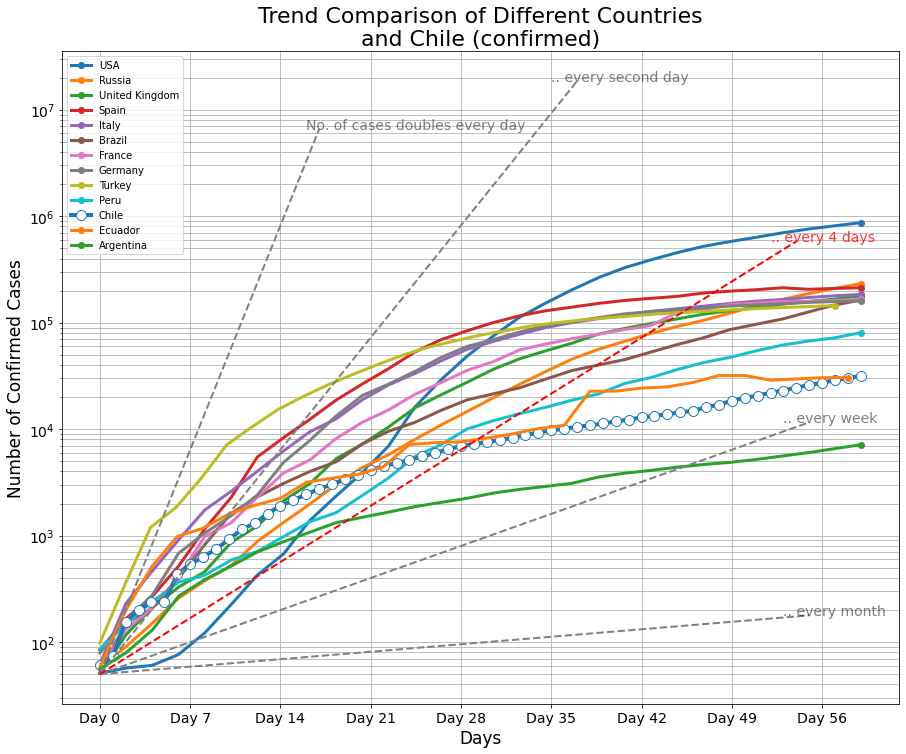 Trend Comparison of Different Countries
and Chile (confirmed)
USA
Russia
United Kingdom
Spain
Italy
Brazil
France
Germany
Turkey
Peru
Chile
Ecuador
Argentina
.. every second day
No. of cases doubles every day
.. every 4 days
.. every week
.. every month
Number of Confirmed Cases
10⁷
10⁶
10⁵
10⁴
10³
10²
Day 0
Day 7
Day 14
Day 21
Day 28
Day 35
Day 42
Day 49
Day 56
Days